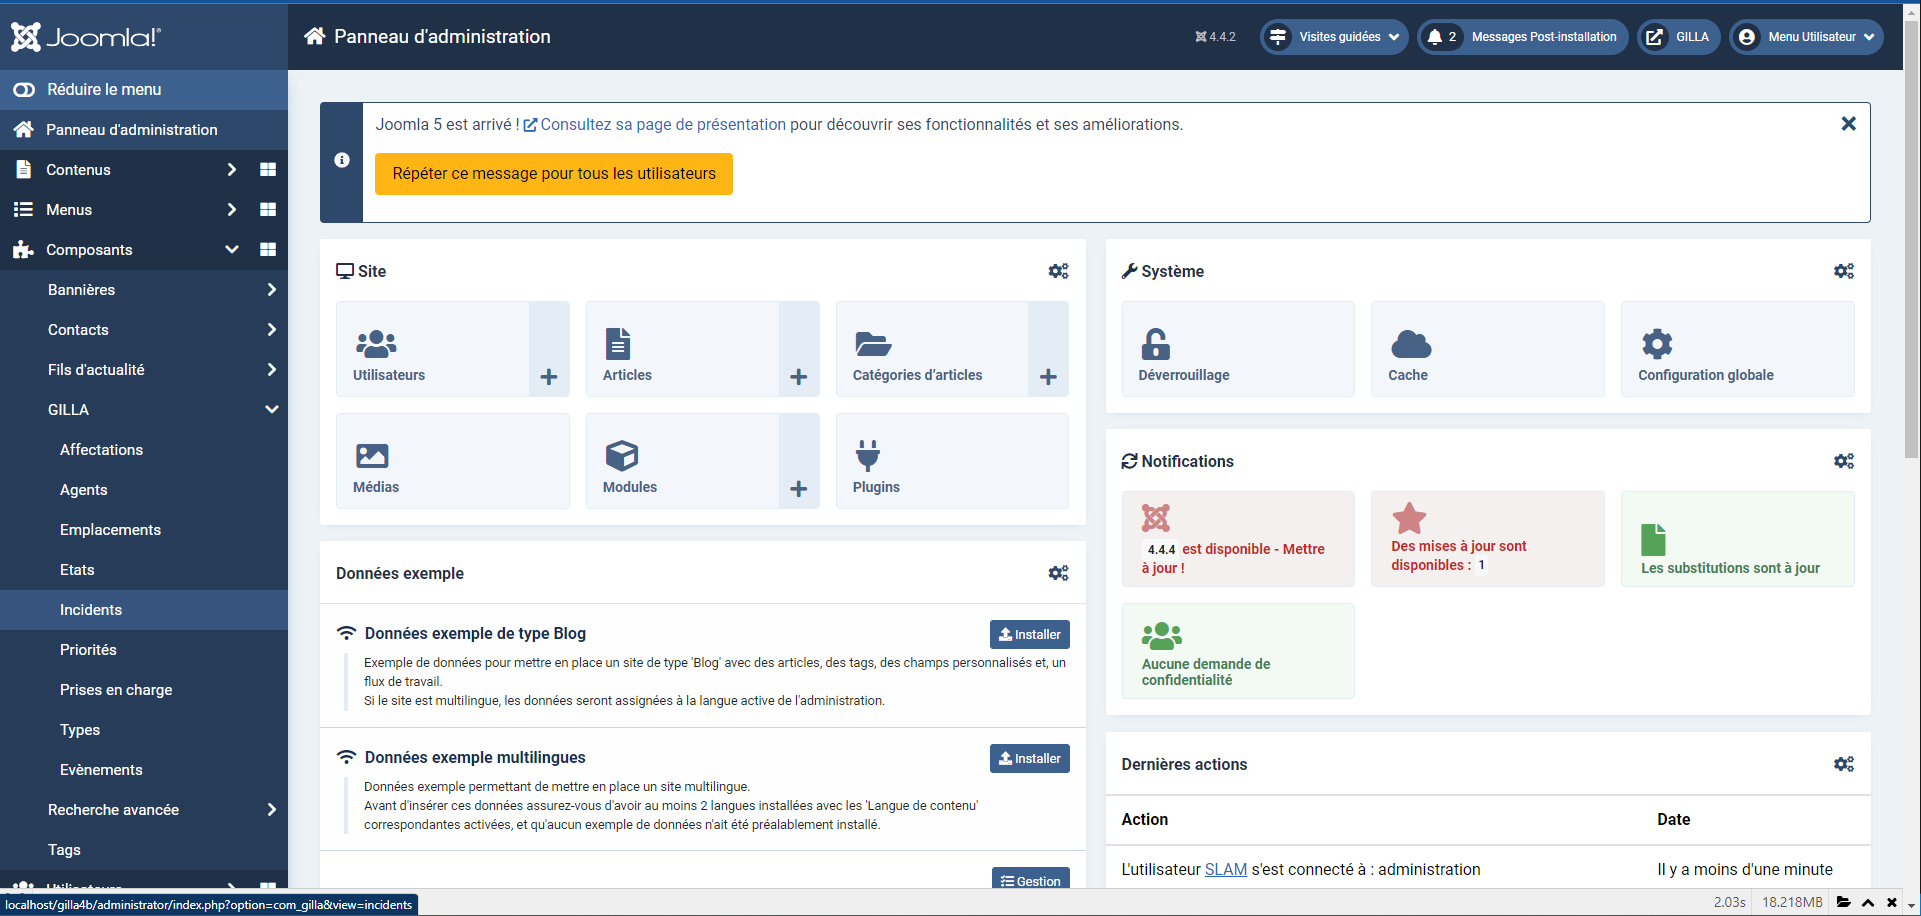 Joomla!®
Panneau d'administration
4.4.2
Visites guidées
2 Messages Post-installation
GILLA
Menu Utilisateur
Réduire le menu
Panneau d'administration
Contenus
Menus
Composants
Bannières
Contacts
Fils d'actualité
GILLA
Affectations
Agents
Emplacements
Etats
Incidents
Priorités
Prises en charge
Types
Evènements
Recherche avancée
Tags
Utilisateurs
Joomla 5 est arrivé ! Consultez sa page de présentation pour découvrir ses fonctionnalités et ses améliorations.
Répéter ce message pour tous les utilisateurs
Site
Utilisateurs
Articles
Catégories d'articles
Médias
Modules
Plugins
Données exemple
Données exemple de type Blog
Installer
Exemple de données pour mettre en place un site de type 'Blog' avec des articles, des tags, des champs personnalisés et, un
flux de travail.
Si le site est multilingue, les données seront assignées à la langue active de l'administration.
Données exemple multilingues
Installer
Données exemple permettant de mettre en place un site multilingue.
Avant d'insérer ces données assurez-vous d'avoir au moins 2 langues installées avec les 'Langue de contenu'
correspondantes activées, et qu'aucun exemple de données n'ait été préalablement installé.
Gestion
Système
Déverrouillage
Cache
Configuration globale
Notifications
4.4.4 est disponible - Mettre
à jour !
Des mises à jour sont
disponibles : 1
Les substitutions sont à jour
Aucune demande de
confidentialité
Dernières actions
Action
Date
L'utilisateur SLAM s'est connecté à : administration
Il y a moins d'une minute
localhost/gilla4b/administrator/index.php?option=com_gilla&view=incidents
2.03s
18.218MB